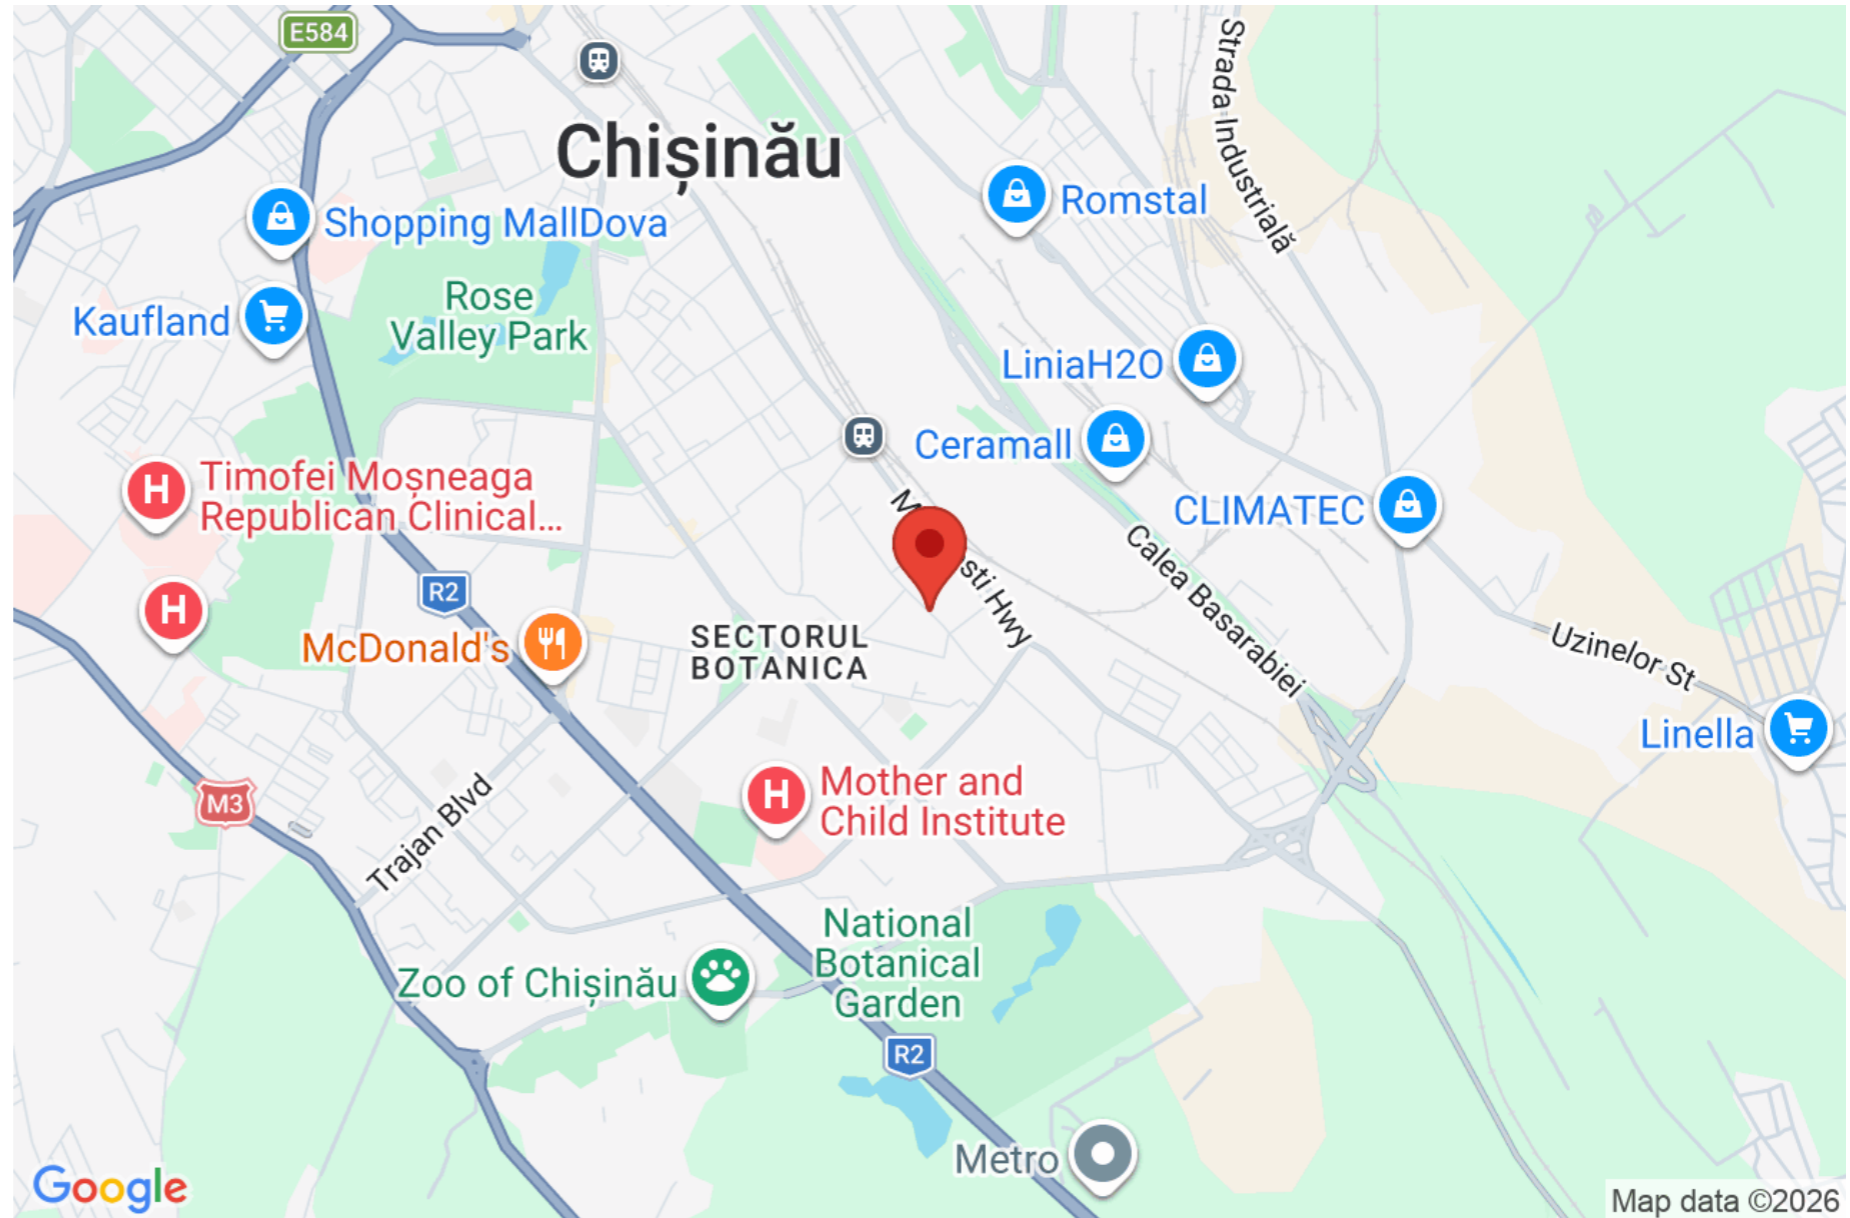 E584
Chișinău
Strada Industrială
Romstal
Shopping MallDova
Rose
Valley Park
Kaufland
LiniaH2O
Ceramall
CLIMATEC
H
Timofei Moșneaga
Republican Clinical...
R2
H
McDonald's
SECTORUL
BOTANICA
Hwy
Calea Basarabiei
Uzinelor St
Linella
M3
Trajan Blvd
H
Mother and
Child Institute
National
Botanical
Garden
Zoo of Chișinău
R2
Metro
Google
Map data ©2026